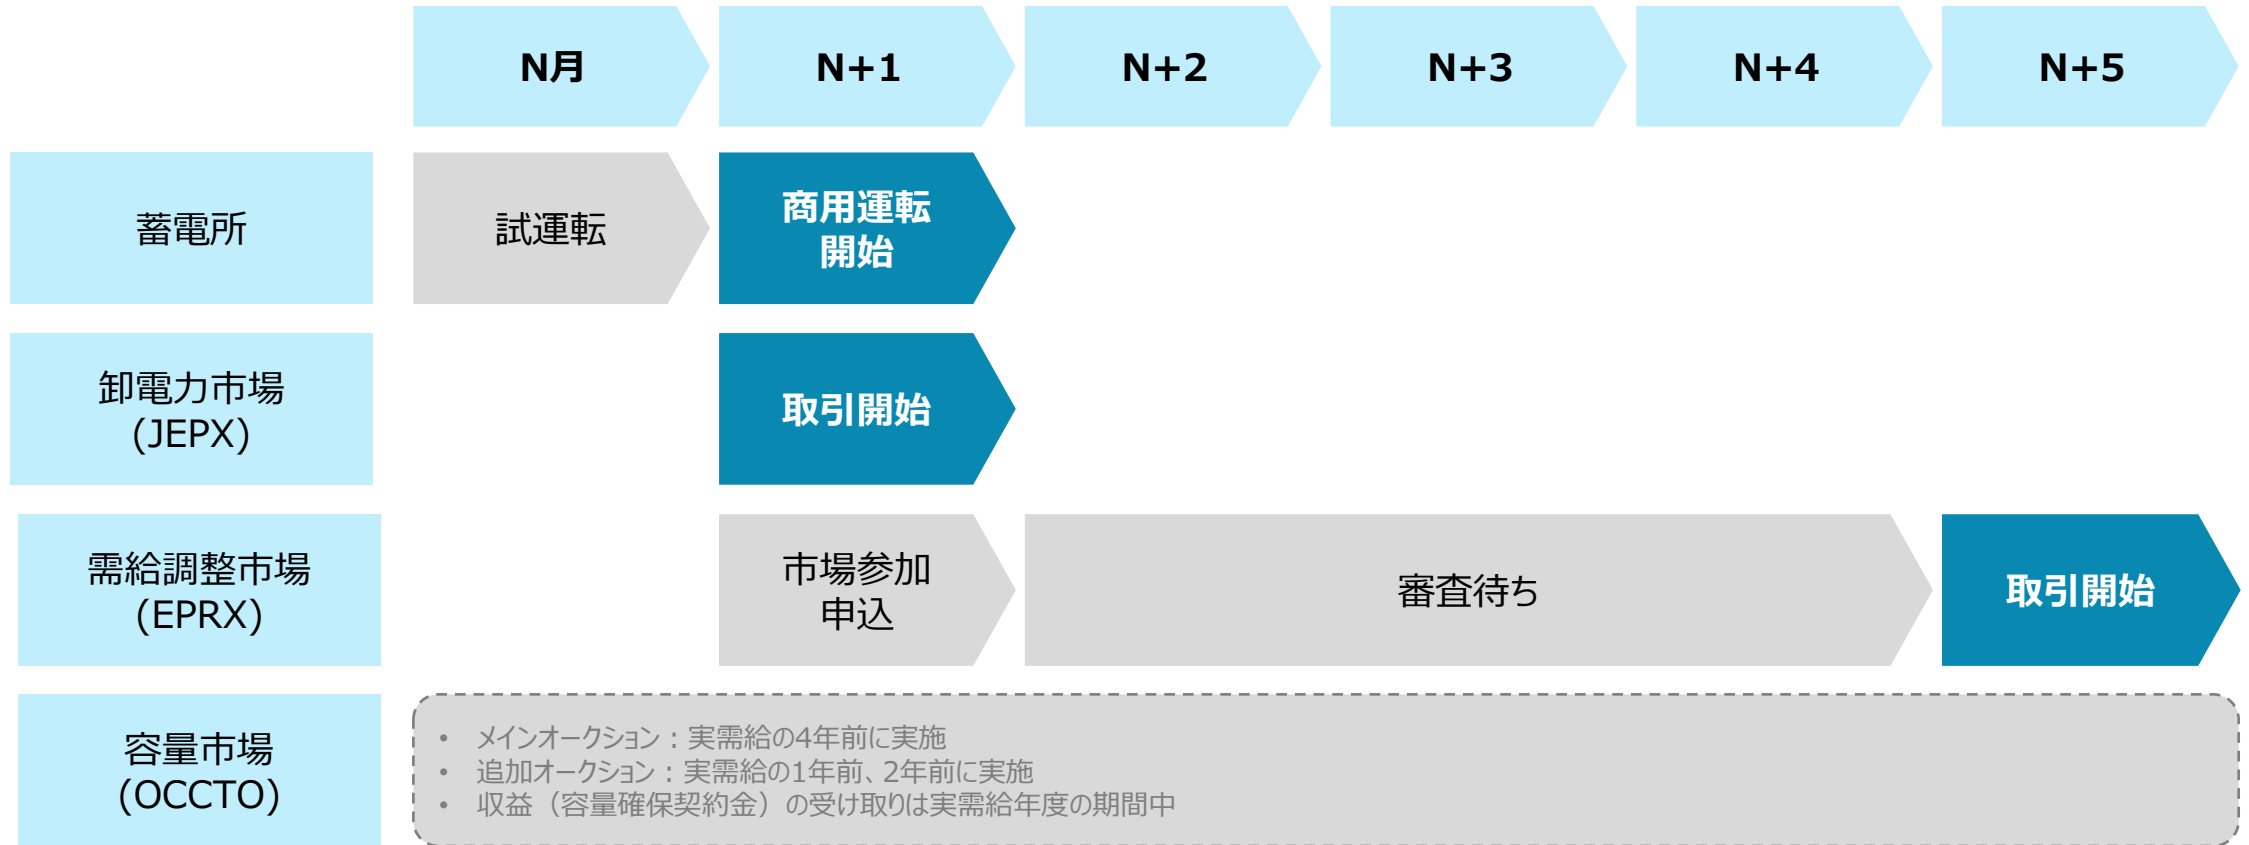 N月
N+1
N+2
N+3
N+4
N+5
蓄電所
試運転
商用運転
開始
卸電力市場
(JEPX)
取引開始
需給調整市場
(EPRX)
市場参加
申込
審査待ち
取引開始
容量市場
(OCCTO)
• メインオークション：実需給の4年前に実施
• 追加オークション：実需給の1年前、2年前に実施
• 収益（容量確保契約金）の受け取りは実需給年度の期間中